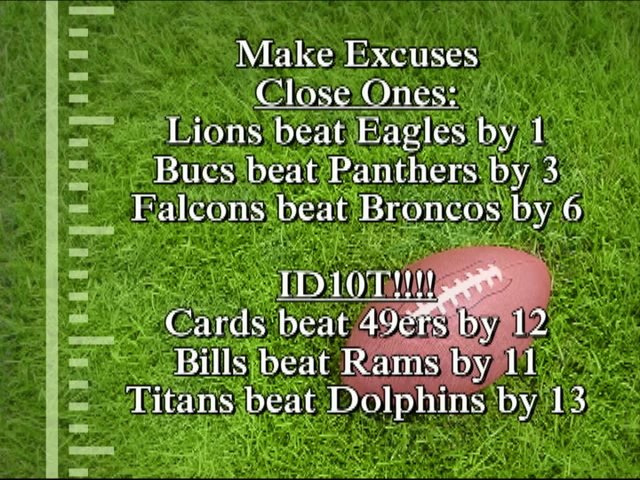 Make Excuses
Close Ones:
Lions beat Eagles by 1
Bucs beat Panthers by 3
Falcons beat Broncos by 6
ID10T!!!!
Cards beat 49ers by 12
Bills beat Rams by 11
Titans beat Dolphins by 13